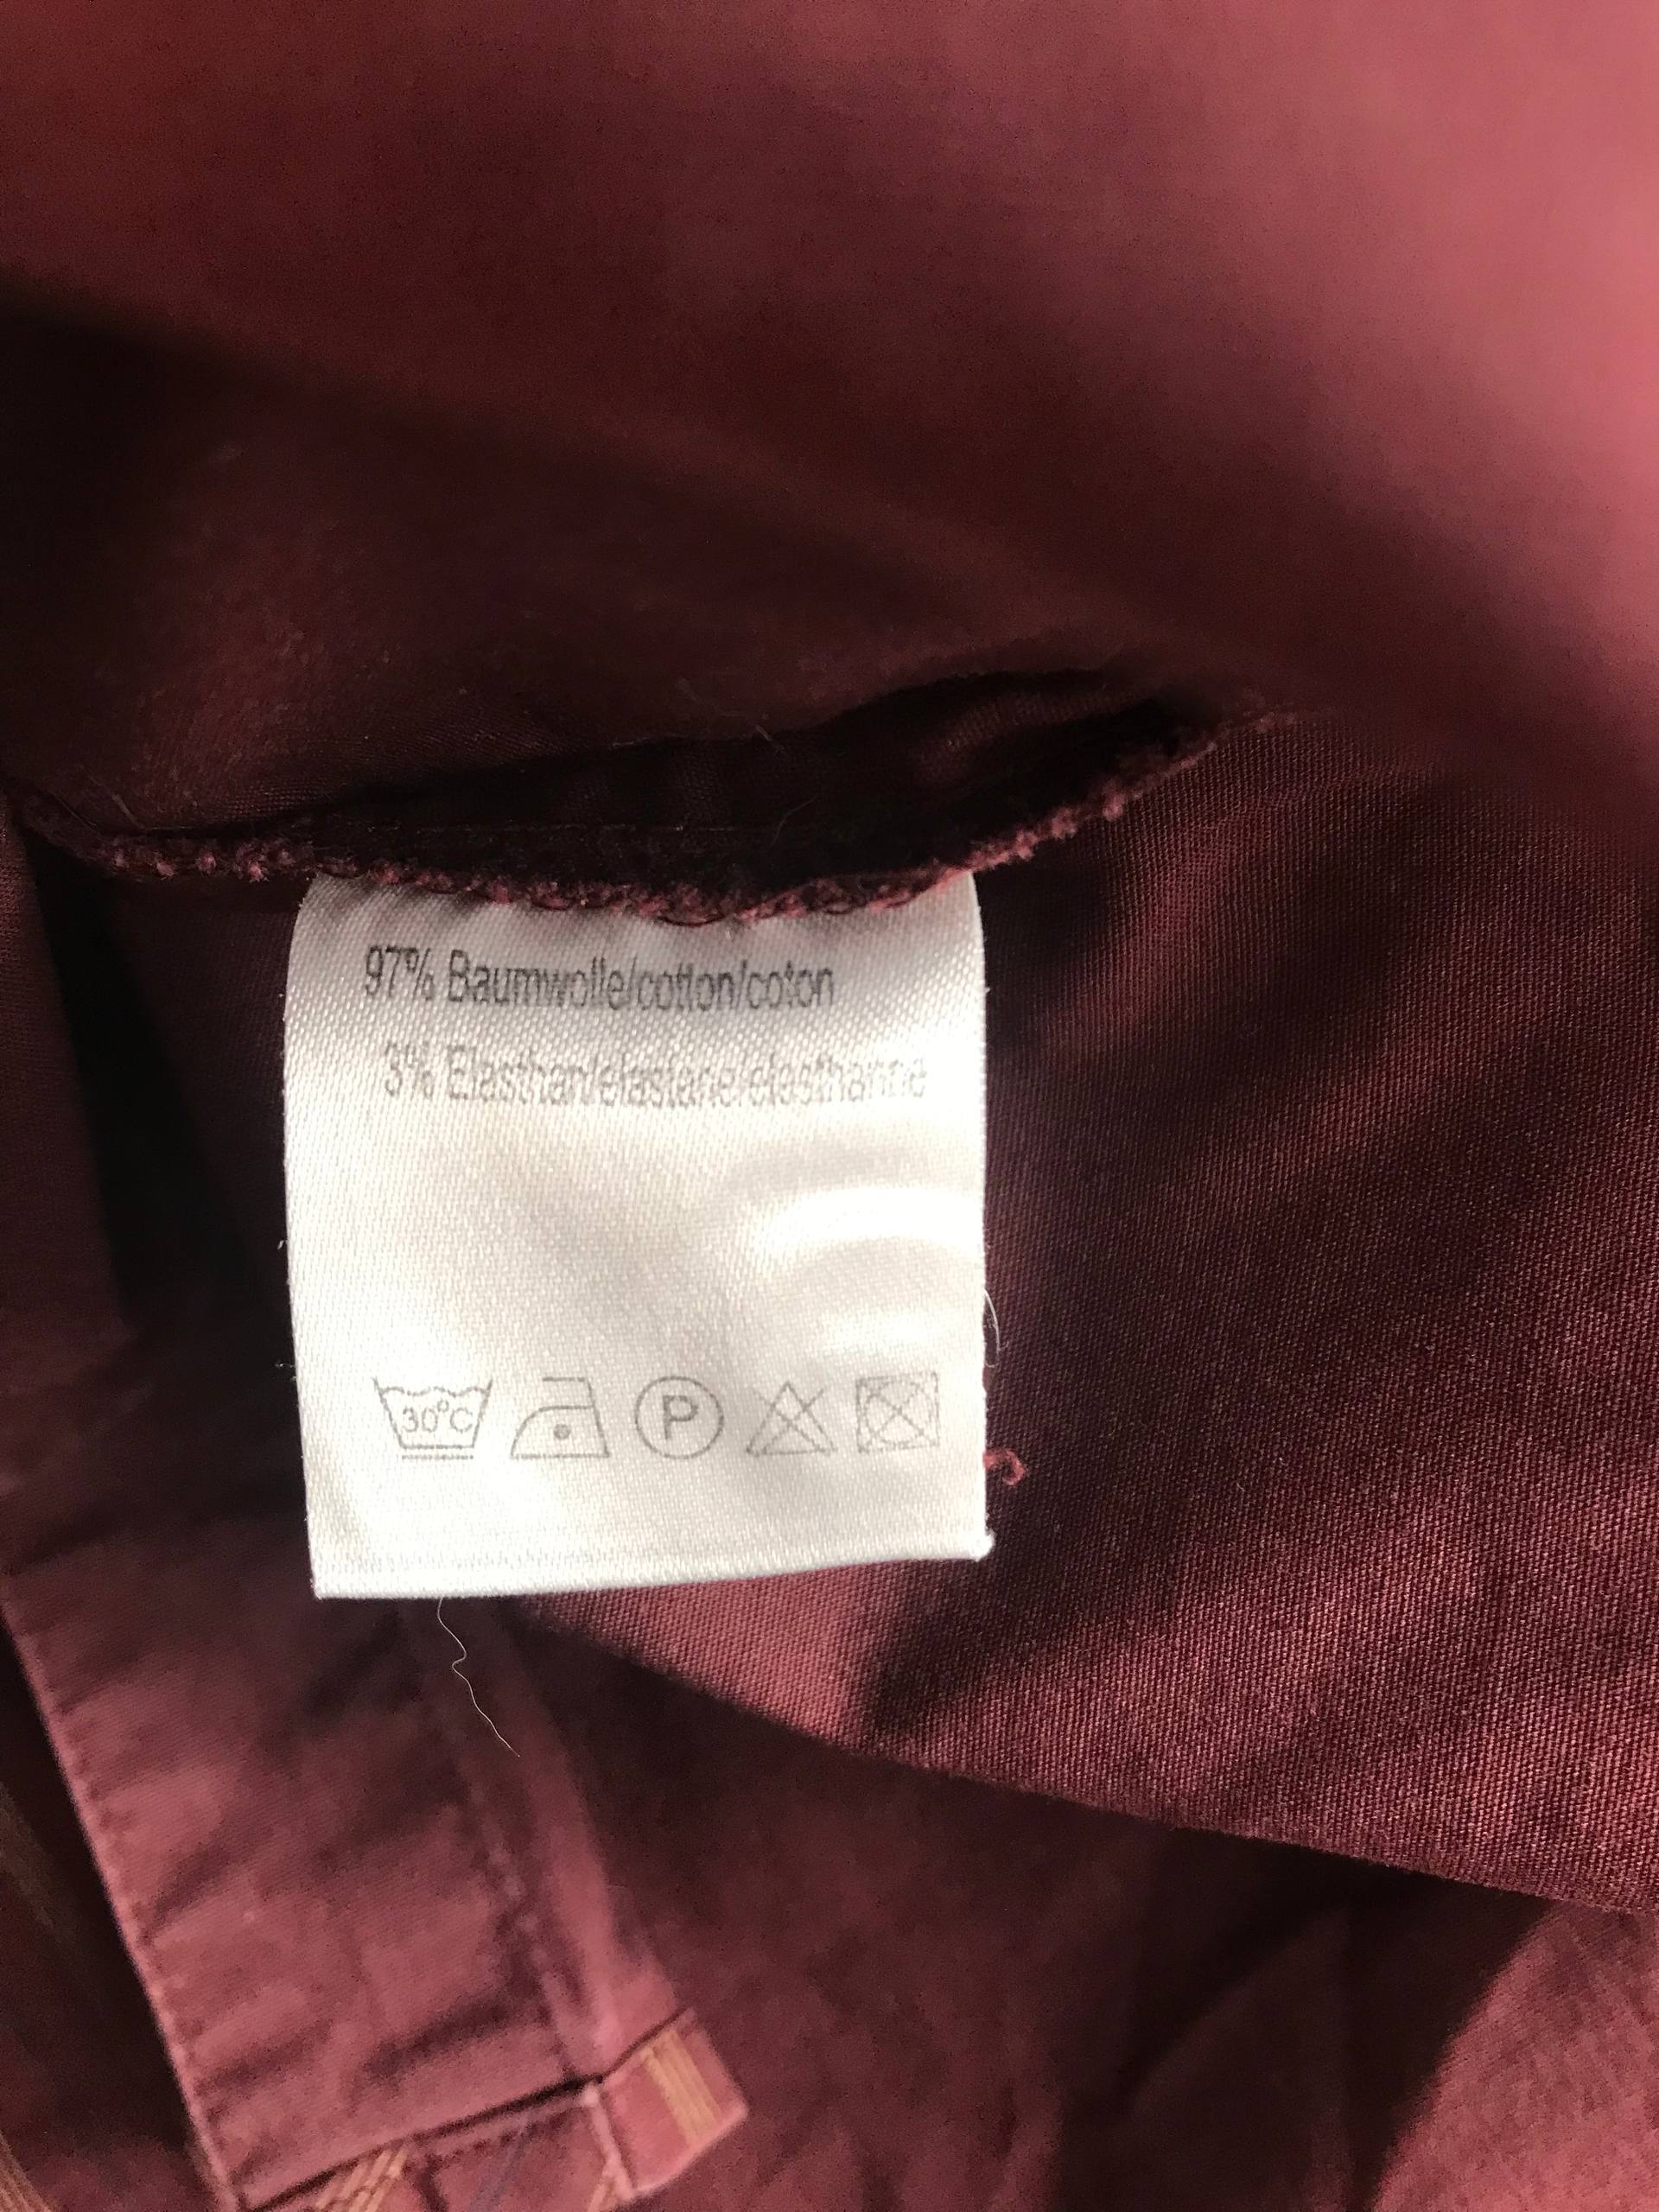 97% Baumwolle/cotton/coton
3% Elasthan/elastane/elasthanne
30°C P